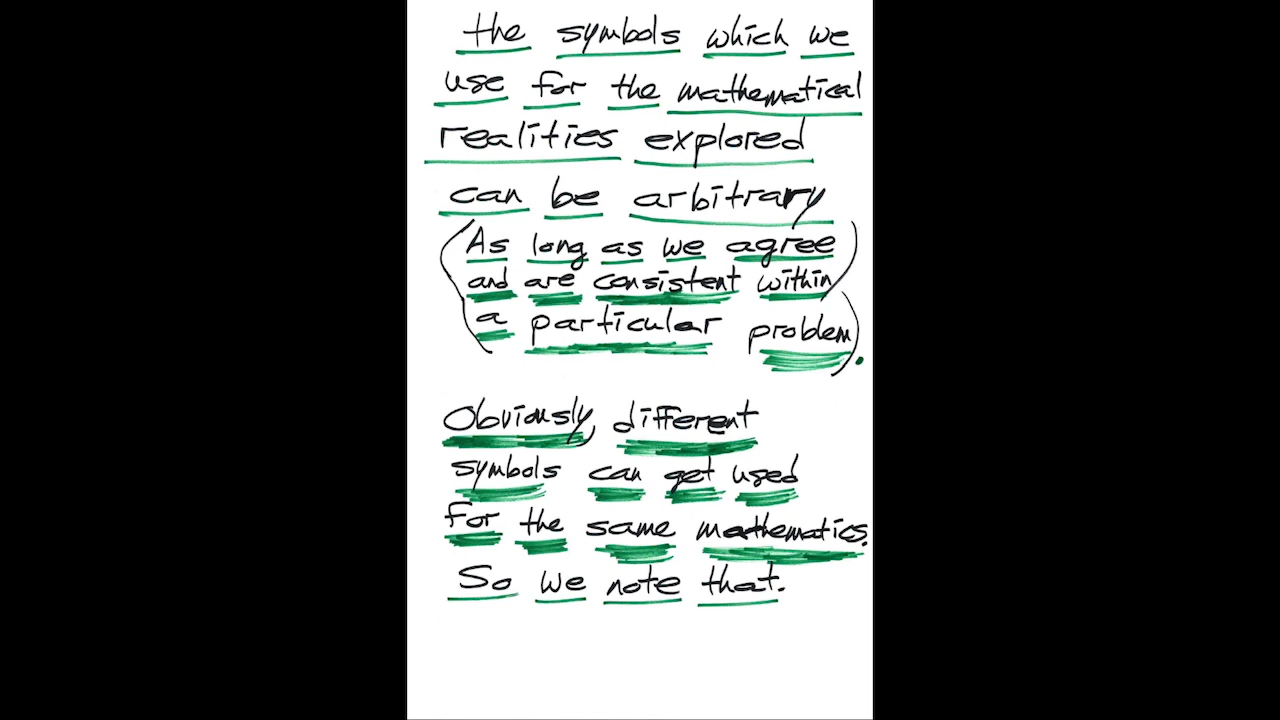 the symbols which we
use for the mathematical
realities explored
can be arbitrary
(As long as we agree
and are consistent within
a particular problem).
Obviously, different
symbols can get used
for the same mathematics.
So we note that.